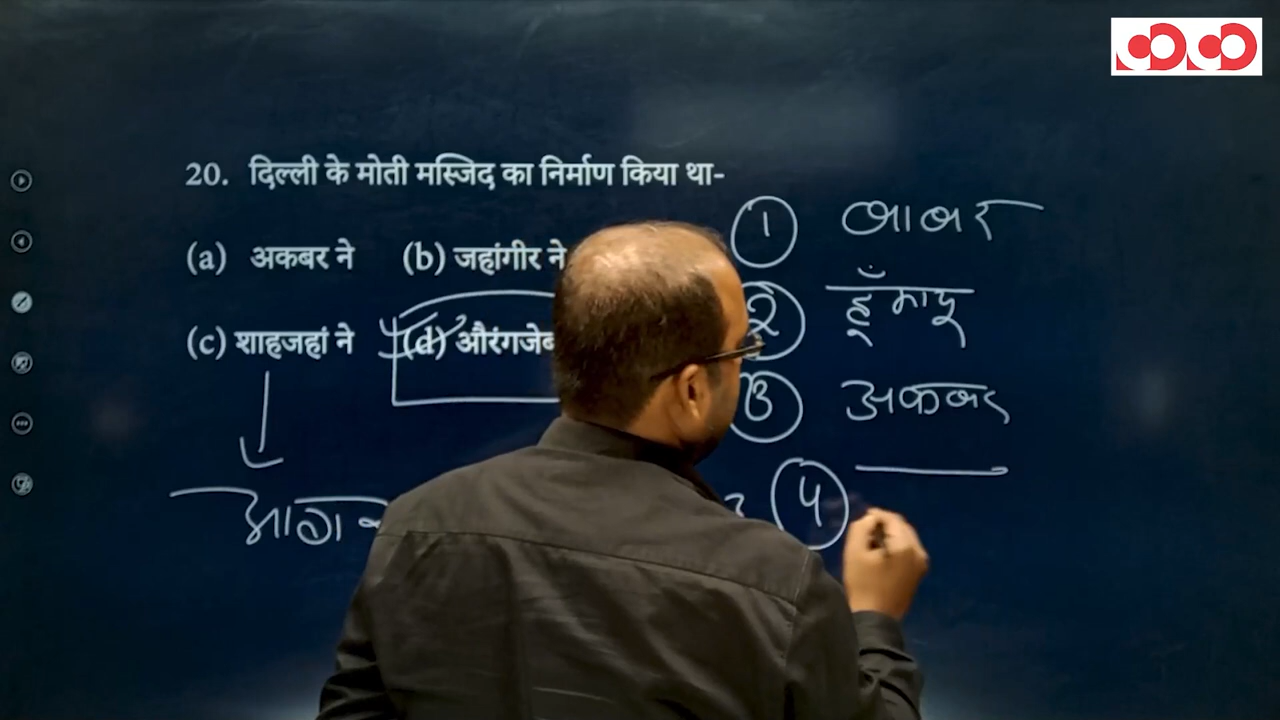 20. दिल्ली के मोती मस्जिद का निर्माण किया था-
(a) अकबर ने (b) जहांगीर ने
(c) शाहजहां ने (d) औरंगजेब
1 बाबर
2 हुँमायू
3 अकबर
4